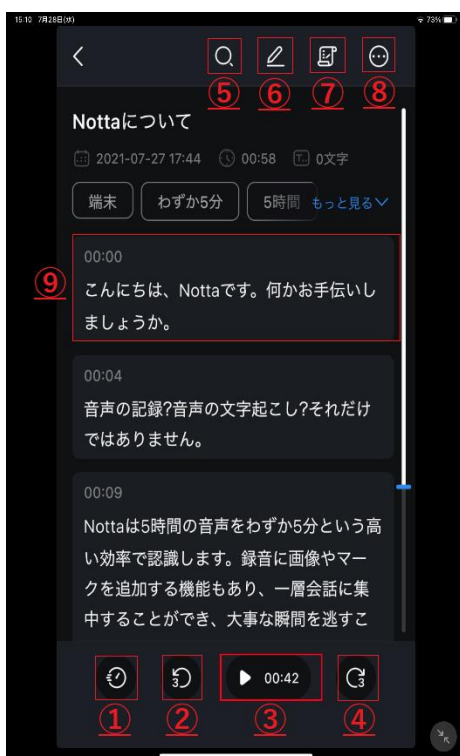 15:10 7月28日(水)
73%
⑤ ⑥ ⑦ ⑧
Nottaについて
2021-07-27 17:44 00:58 0文字
端末 わずか5分 5時間 もっと見る
⑨
00:00
こんにちは、Nottaです。何かお手伝いし
ましょうか。
00:04
音声の記録?音声の文字起こし?それだけ
ではありません。
00:09
Nottaは5時間の音声をわずか5分という高
い効率で認識します。録音に画像やマー
クを追加する機能もあり、一層会話に集
中することができ、大事な瞬間を逃すこ
3 00:42 3
① ② ③ ④